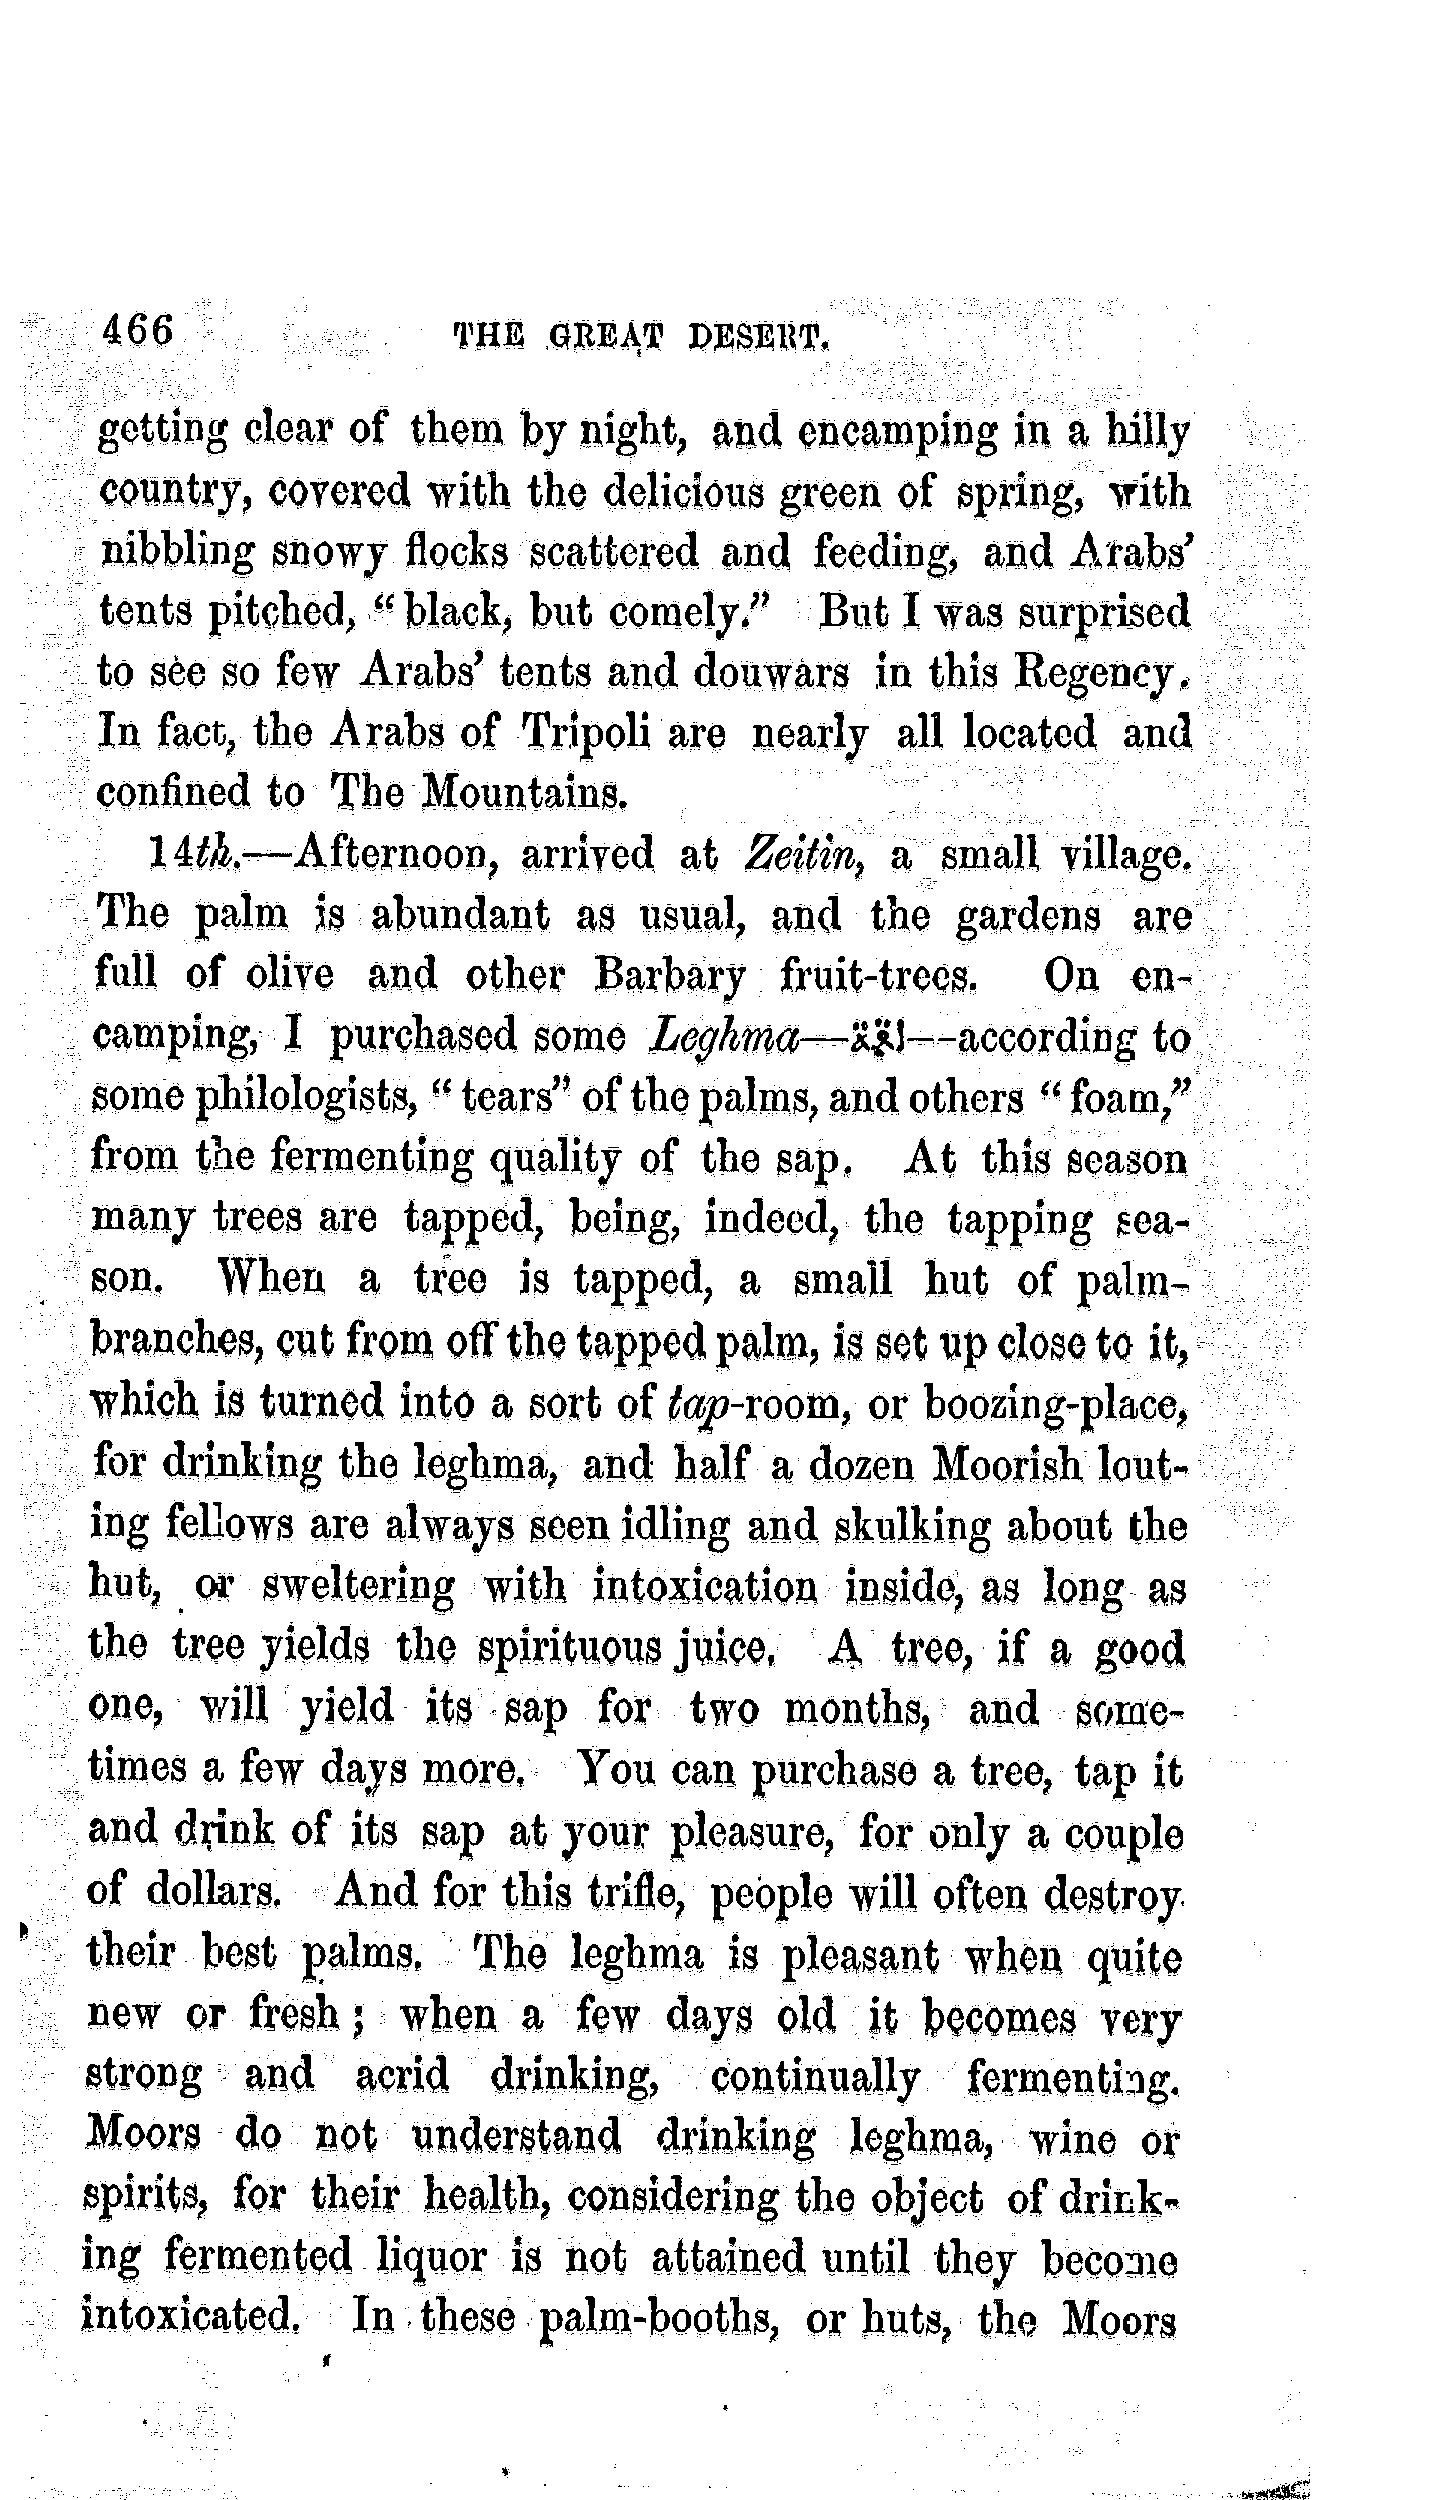 466 THE GREAT DESERT.
getting clear of them by night, and encamping in a hilly
country, covered with the delicious green of spring, with
nibbling snowy flocks scattered and feeding, and Arabs'
tents pitched, "black, but comely." But I was surprised
to see so few Arabs' tents and douwars in this Regency.
In fact, the Arabs of Tripoli are nearly all located and
confined to The Mountains.
14th.—Afternoon, arrived at Zeitin, a small village.
The palm is abundant as usual, and the gardens are
full of olive and other Barbary fruit-trees. On en-
camping, I purchased some Leghma——according to
some philologists, "tears" of the palms, and others "foam,"
from the fermenting quality of the sap. At this season
many trees are tapped, being, indeed, the tapping sea-
son. When a tree is tapped, a small hut of palm-
branches, cut from off the tapped palm, is set up close to it,
which is turned into a sort of tap-room, or boozing-place,
for drinking the leghma, and half a dozen Moorish lout-
ing fellows are always seen idling and skulking about the
hut, or sweltering with intoxication inside, as long as
the tree yields the spirituous juice. A tree, if a good
one, will yield its sap for two months, and some-
times a few days more. You can purchase a tree, tap it
and drink of its sap at your pleasure, for only a couple
of dollars. And for this trifle, people will often destroy
their best palms. The leghma is pleasant when quite
new or fresh; when a few days old it becomes very
strong and acrid drinking, continually fermenting.
Moors do not understand drinking leghma, wine or
spirits, for their health, considering the object of drink-
ing fermented liquor is not attained until they become
intoxicated. In these palm-booths, or huts, the Moors